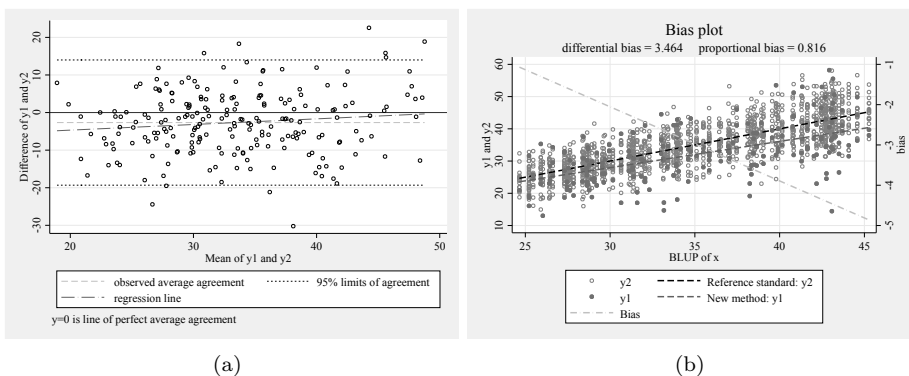 Difference of y1 and y2
20
10
0
-10
-20
-30
20 30 40 50
Mean of y1 and y2
observed average agreement 95% limits of agreement
regression line
y=0 is line of perfect average agreement
(a)
Bias plot
differential bias = 3.464 proportional bias = 0.816
y1 and y2
60
50
40
30
20
10
-1
-2
-3
-4
-5
bias
25 30 35 40 45
BLUP of x
y2 Reference standard: y2
y1 New method: y1
Bias
(b)